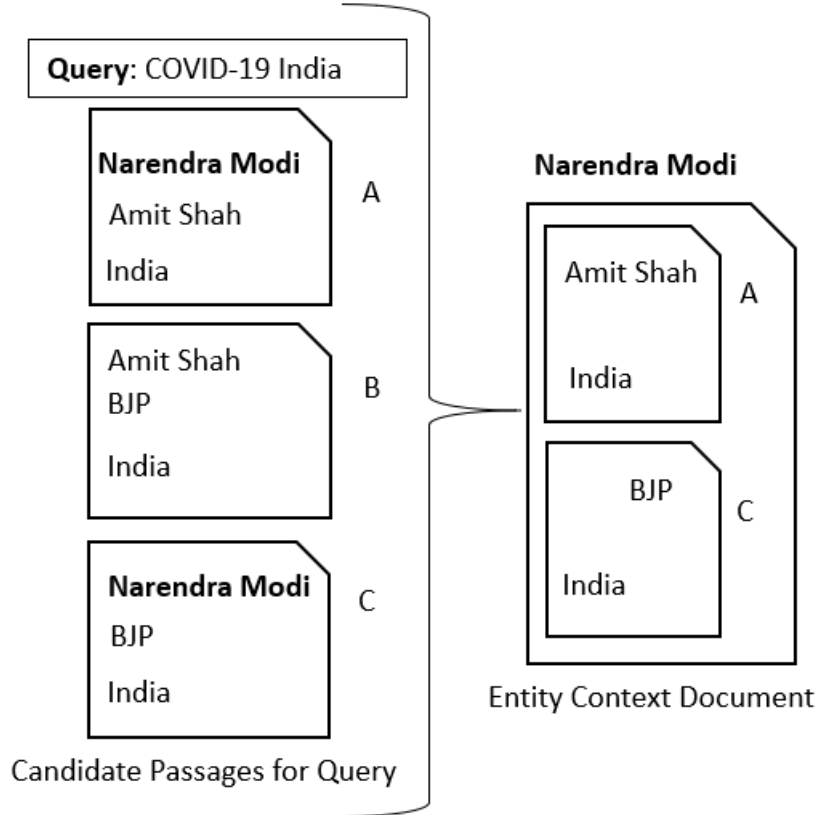 Query: COVID-19 India
Narendra Modi
Amit Shah
India
A
Amit Shah
BJP
India
B
Narendra Modi
BJP
India
C
Candidate Passages for Query
Narendra Modi
Amit Shah
India
A
BJP
India
C
Entity Context Document